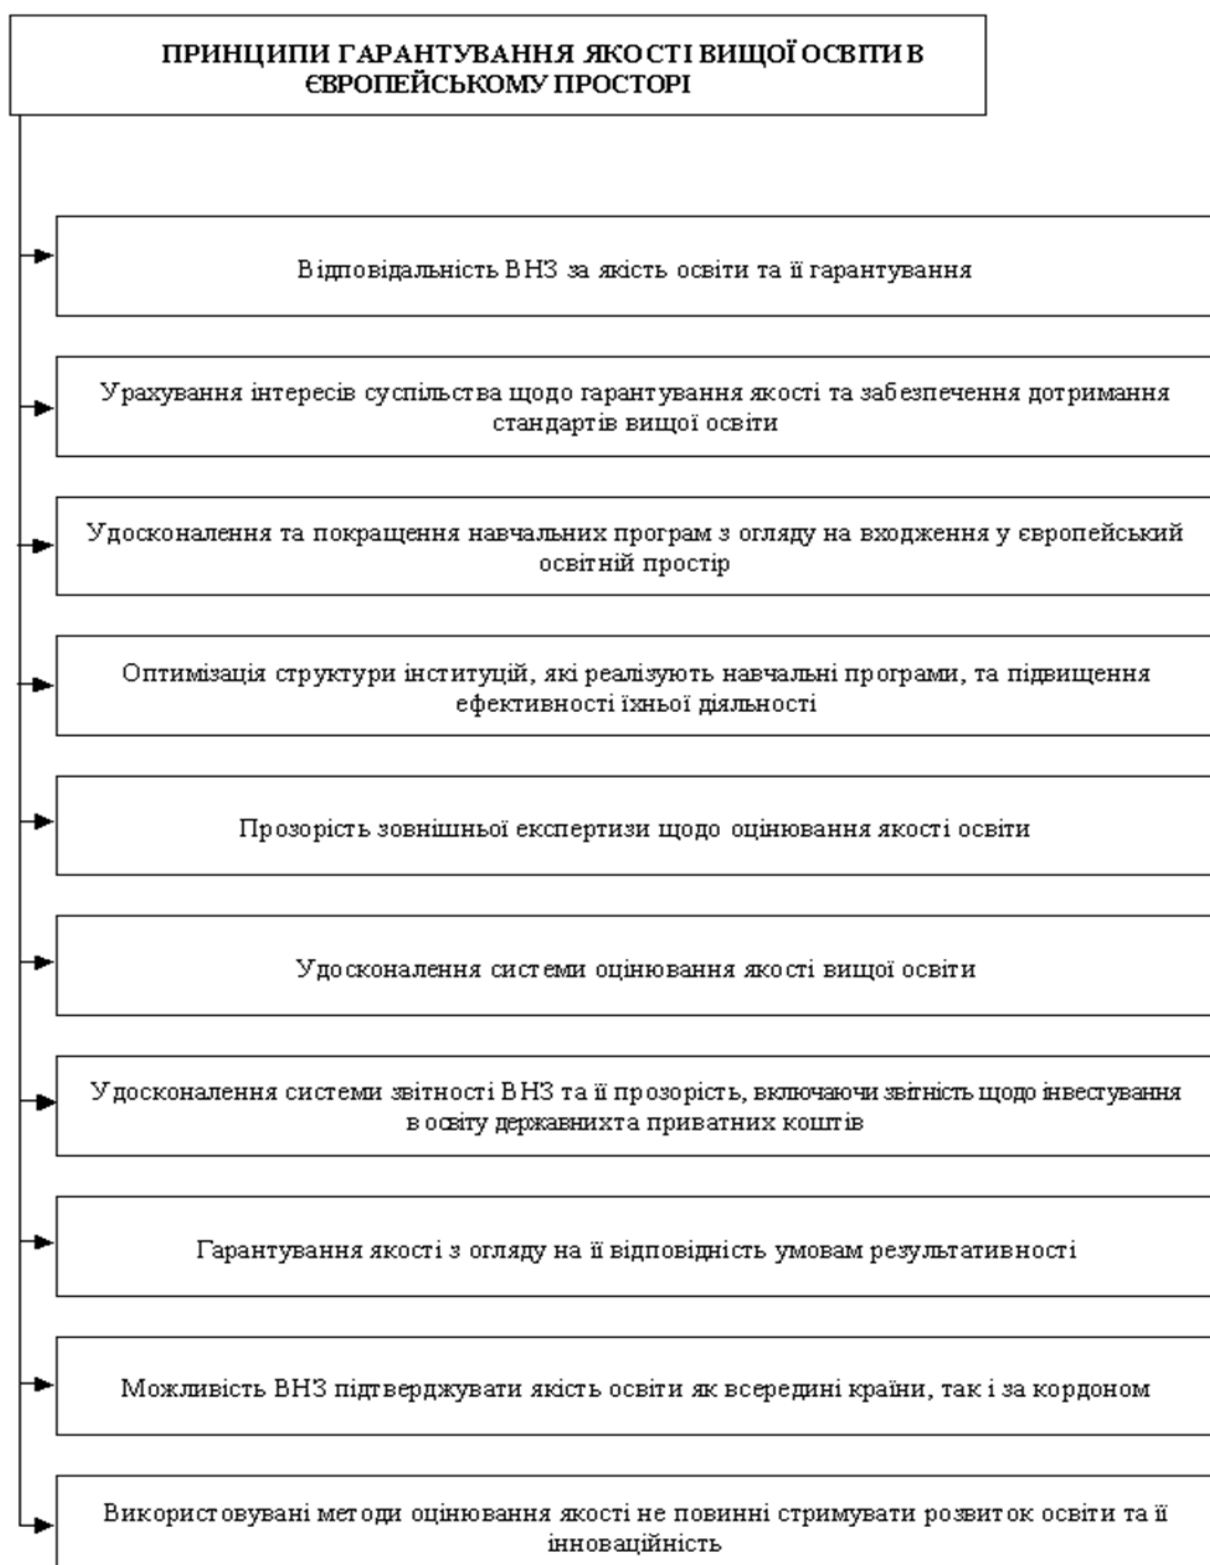 ПРИНЦИПИ ГАРАНТУВАННЯ ЯКОСТІ ВИЩОЇ ОСВІТИ В
ЄВРОПЕЙСЬКОМУ ПРОСТОРІ
Відповідальність ВНЗ за якість освіти та її гарантування
Урахування інтересів суспільства щодо гарантування якості та забезпечення дотримання
стандартів вищої освіти
Удосконалення та покращення навчальних програм з огляду на входження у європейський
освітній простір
Оптимізація структури інституцій, які реалізують навчальні програми, та підвищення
ефективності їхньої діяльності
Прозорість зовнішньої експертизи щодо оцінювання якості освіти
Удосконалення системи оцінювання якості вищої освіти
Удосконалення системи звітності ВНЗ та її прозорість, включаючи звітність щодо інвестування
в освіту державнихта приватних коштів
Гарантування якості з огляду на її відповідність умовам результативності
Можливість ВНЗ підтверджувати якість освіти як всередині країни, так і за кордоном
Використовувані методи оцінювання якості не повинні стримувати розвиток освіти та її
інноваційність